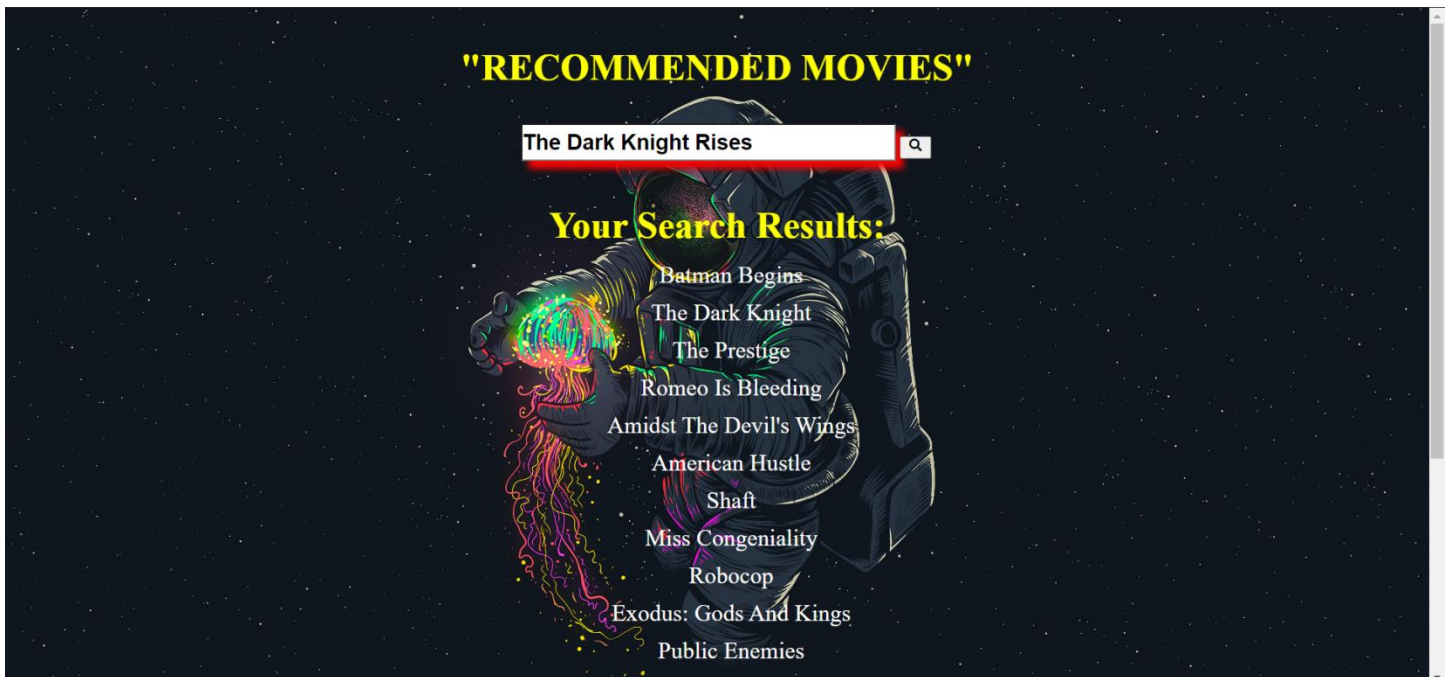 "RECOMMENDED MOVIES"
The Dark Knight Rises
Your Search Results:
Batman Begins
The Dark Knight
The Prestige
Romeo Is Bleeding
Amidst The Devil's Wings
American Hustle
Shaft
Miss Congeniality
Robocop
Exodus: Gods And Kings
Public Enemies